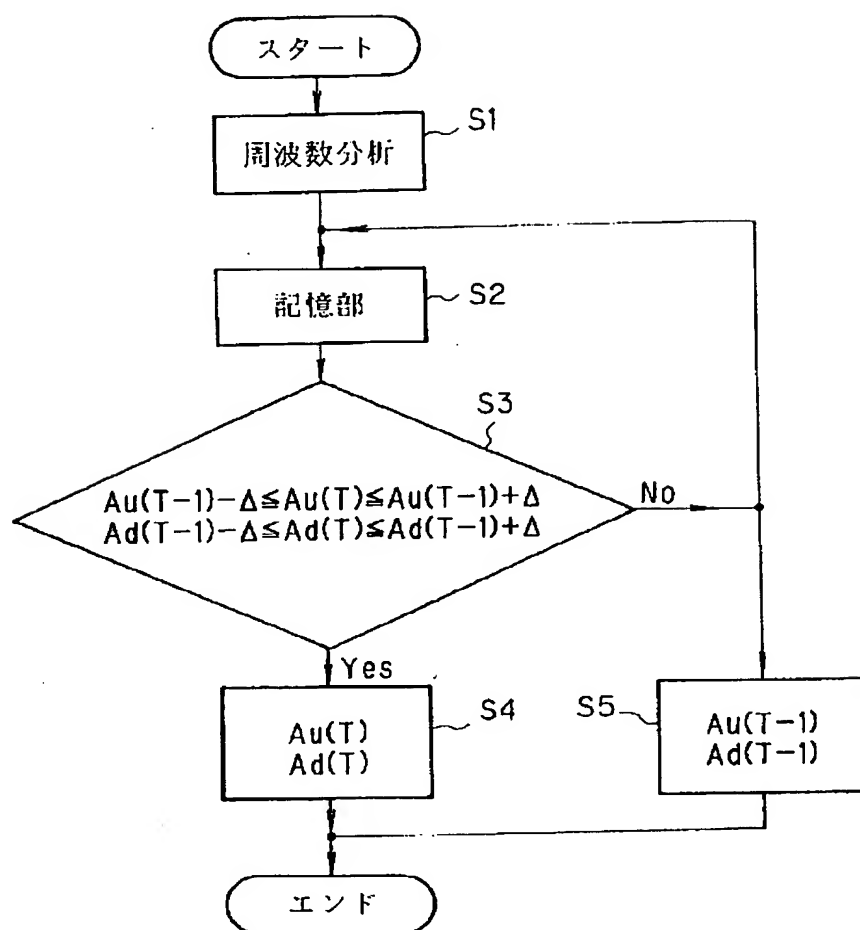 スタート
周波数分析
S1
記憶部
S2
S3
Au(T-1)-Δ≦Au(T)≦Au(T-1)+Δ
Ad(T-1)-Δ≦Ad(T)≦Ad(T-1)+Δ
No
Yes
Au(T)
Ad(T)
S4
S5
Au(T-1)
Ad(T-1)
エンド